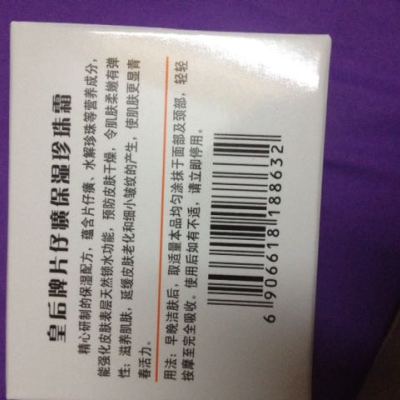 皇后牌片仔癀保湿珍珠霜
精心研制的保湿配方，蕴含片仔癀、水解珍珠等营养成分，
能强化皮肤表层天然锁水功能，预防皮肤干燥，令肌肤柔嫩有弹
性；滋养肌肤，延缓皮肤老化和细小皱纹的产生，使肌肤更显青
春活力。
用法：早晚洁肤后，取适量本品均匀涂抹于面部及颈部，轻轻
按摩至完全吸收。使用后如有不适，请立即停用。
6 906618 188632